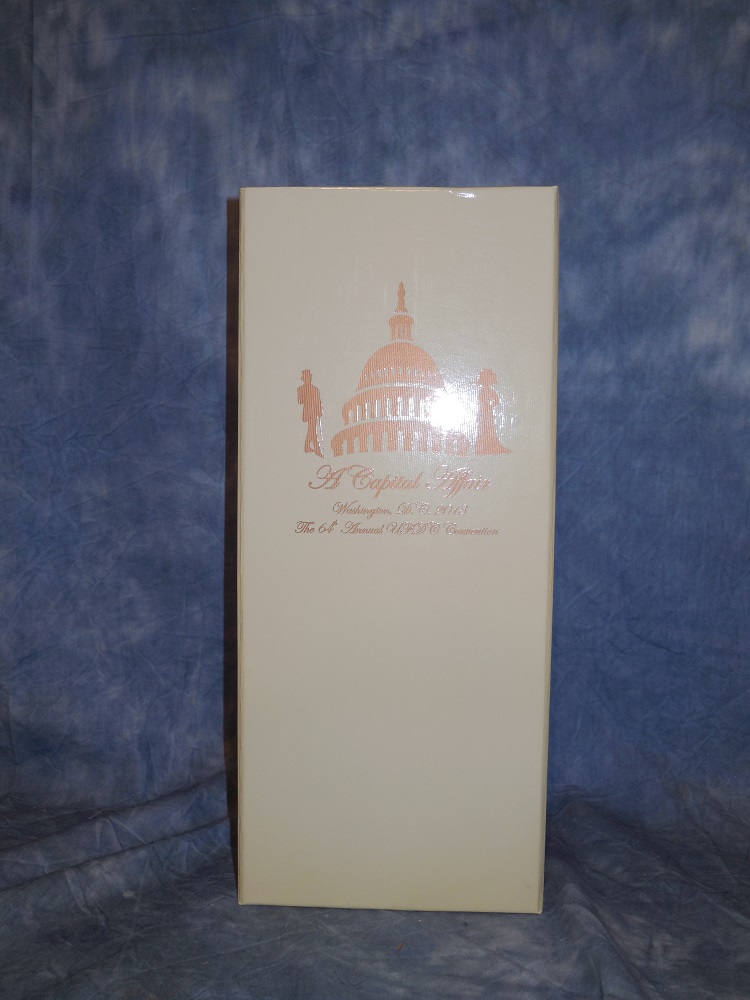 A Capital Affair
Washington, D.C. 2013
The 64th Annual UFDC Convention